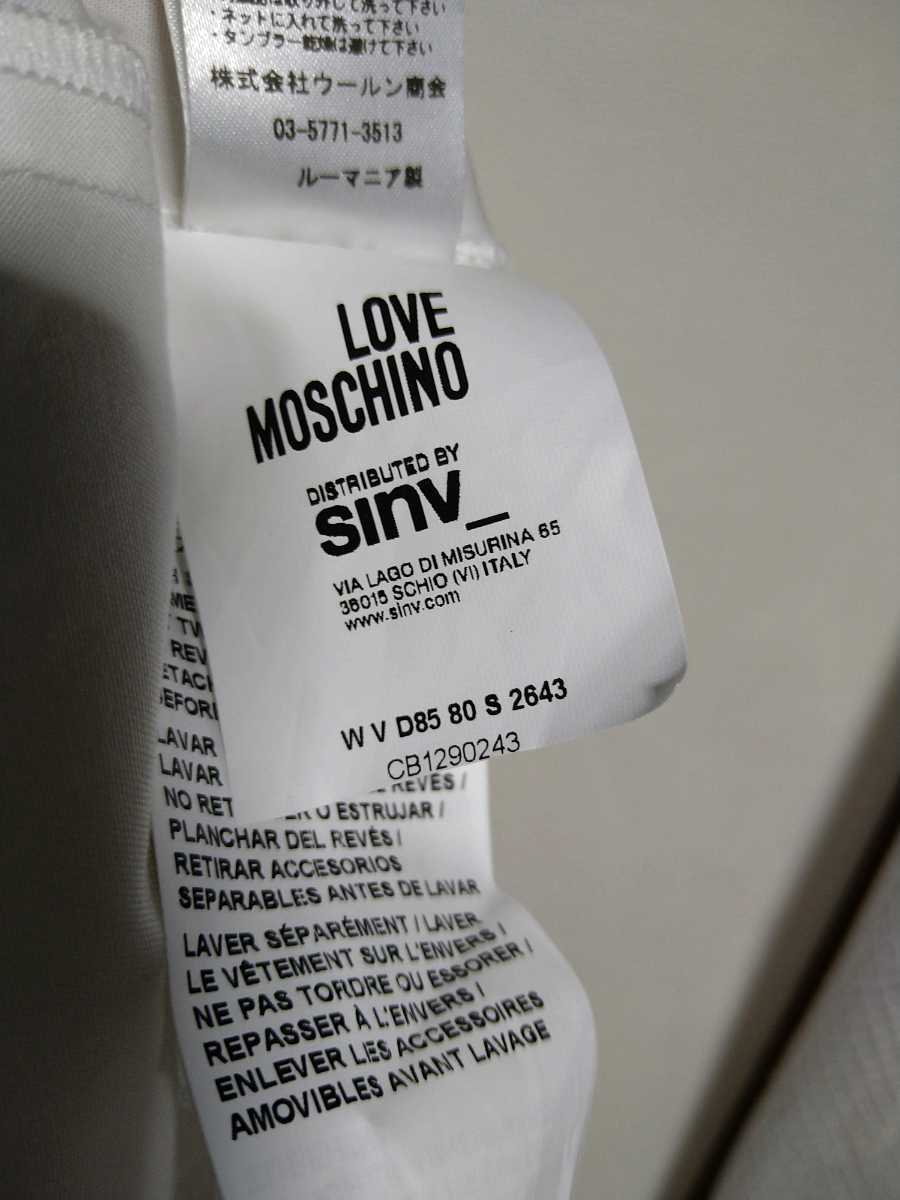 ・ネットに入れて洗って下さい
・タンブラー乾燥は避けて下さい
株式会社ウールン商会
03-5771-3513
ルーマニア製
LOVE
MOSCHINO
DISTRIBUTED BY
sinv_
VIA LAGO DI MISURINA 65
36015 SCHIO (VI) ITALY
www.sinv.com
W V D85 80 S 2643
CB1290243
TW
REV
ETACH
BEFORE
LAVAR
LAVAR REVÉS /
NO RET O ESTRUJAR /
PLANCHAR DEL REVÉS /
RETIRAR ACCESORIOS
SEPARABLES ANTES DE LAVAR
LAVER SÉPARÉMENT / LAVER
LE VÊTEMENT SUR L'ENVERS /
NE PAS TORDRE OU ESSORER /
REPASSER À L'ENVERS /
ENLEVER LES ACCESSOIRES
AMOVIBLES AVANT LAVAGE